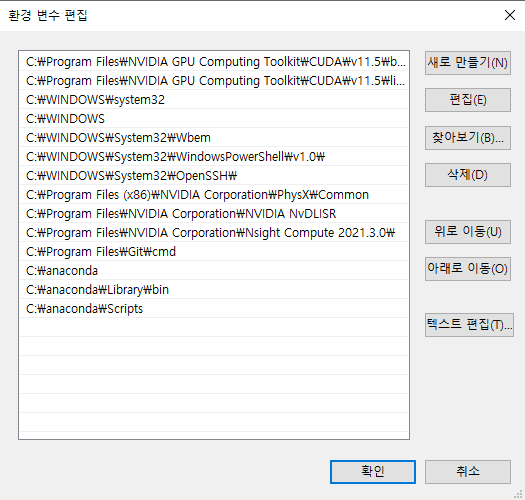 환경 변수 편집
C:₩Program Files₩NVIDIA GPU Computing Toolkit₩CUDA₩v11.5₩b...
C:₩Program Files₩NVIDIA GPU Computing Toolkit₩CUDA₩v11.5₩li...
C:₩WINDOWS₩system32
C:₩WINDOWS
C:₩WINDOWS₩System32₩Wbem
C:₩WINDOWS₩System32₩WindowsPowerShell₩v1.0₩
C:₩WINDOWS₩System32₩OpenSSH₩
C:₩Program Files (x86)₩NVIDIA Corporation₩PhysX₩Common
C:₩Program Files₩NVIDIA Corporation₩NVIDIA NvDLISR
C:₩Program Files₩NVIDIA Corporation₩Nsight Compute 2021.3.0₩
C:₩Program Files₩Git₩cmd
C:₩anaconda
C:₩anaconda₩Library₩bin
C:₩anaconda₩Scripts
새로 만들기(N)
편집(E)
찾아보기(B)...
삭제(D)
위로 이동(U)
아래로 이동(O)
텍스트 편집(T)...
확인
취소